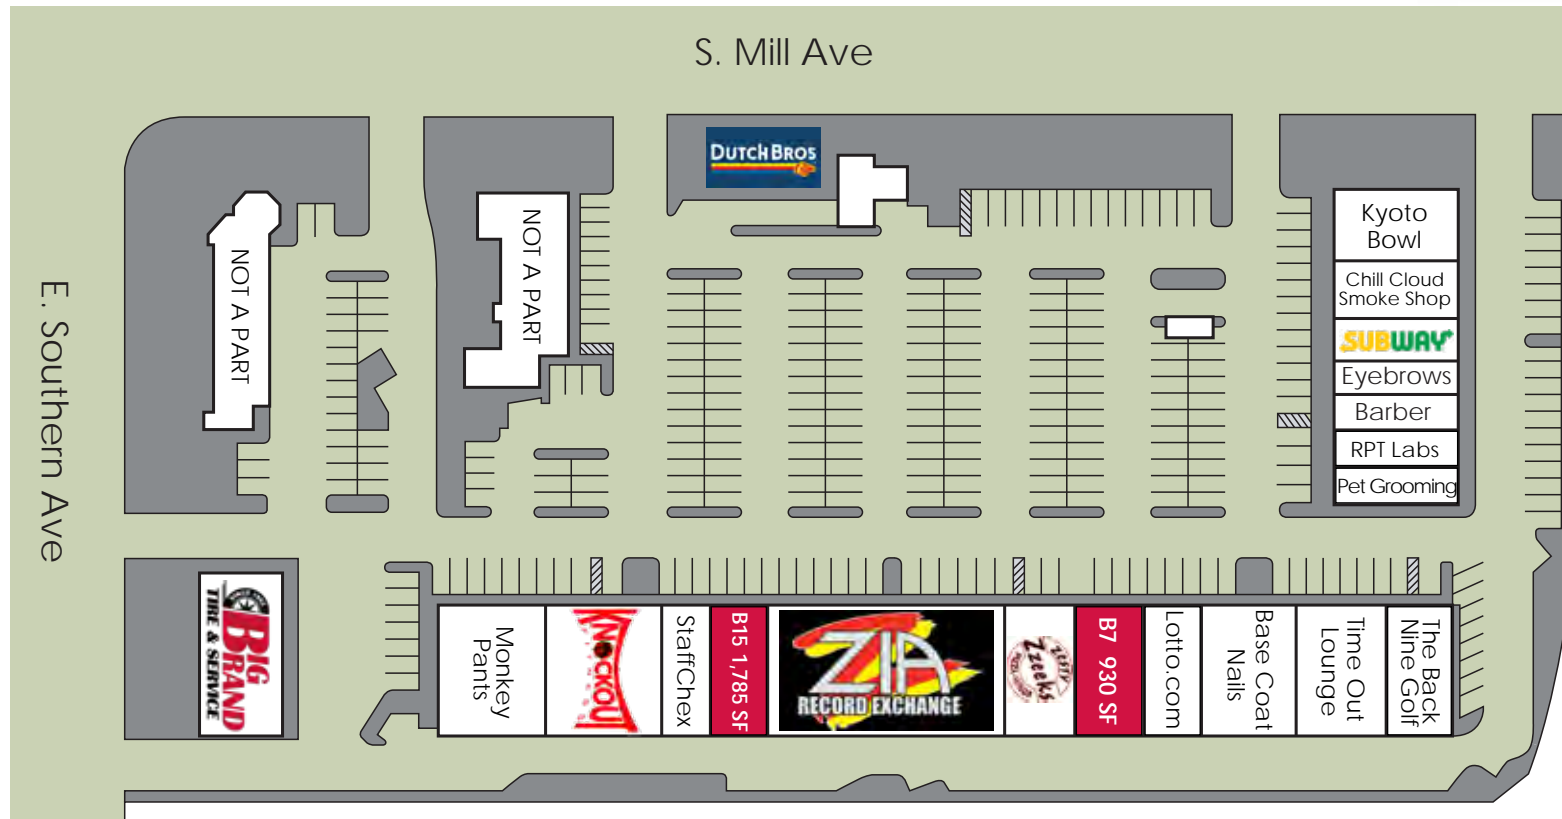 S. Mill Ave
E. Southern Ave
DUTCH BROS
NOT A PART
NOT A PART
Kyoto
Bowl
Chill Cloud
Smoke Shop
SUBWAY
Eyebrows
Barber
RPT Labs
Pet Grooming
BIG
BRAND
TIRE & SERVICE
Monkey
Pants
KNOCKOUT
StaffChex
B15 1,785 SF
ZIA
RECORD EXCHANGE
Zzeeks
B7 930 SF
Lotto.com
Base Coat
Nails
Time Out
Lounge
The Back
Nine Golf